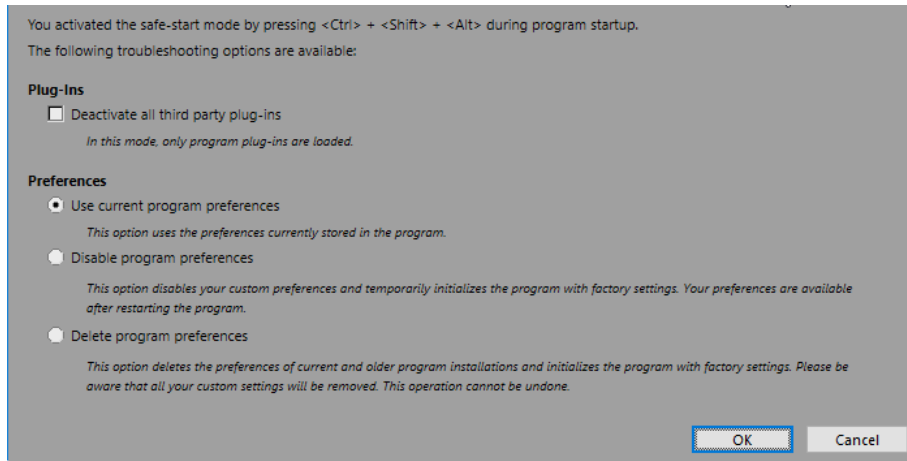 You activated the safe-start mode by pressing <Ctrl> + <Shift> + <Alt> during program startup.
The following troubleshooting options are available:
Plug-Ins
Deactivate all third party plug-ins
In this mode, only program plug-ins are loaded.
Preferences
Use current program preferences
This option uses the preferences currently stored in the program.
Disable program preferences
This option disables your custom preferences and temporarily initializes the program with factory settings. Your preferences are available
after restarting the program.
Delete program preferences
This option deletes the preferences of current and older program installations and initializes the program with factory settings. Please be
aware that all your custom settings will be removed. This operation cannot be undone.
OK Cancel